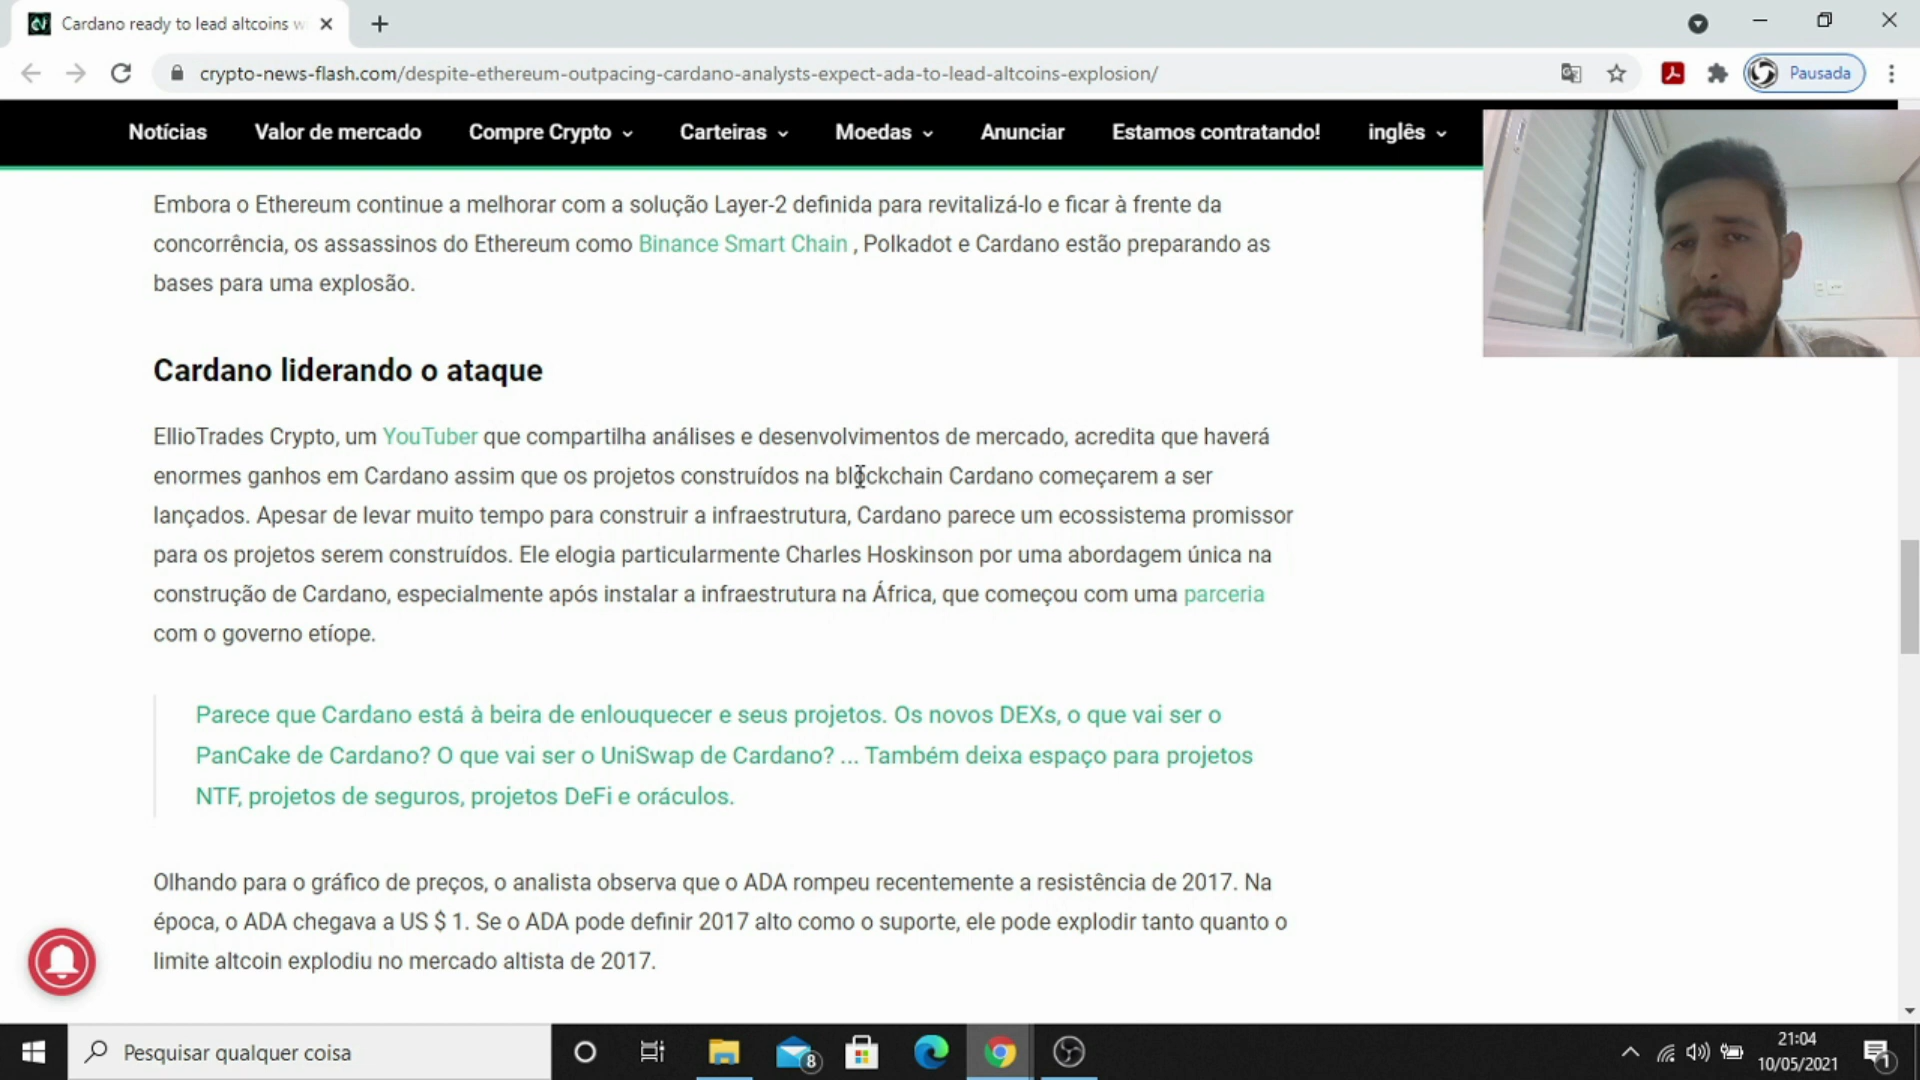 Cardano ready to lead altcoins w
crypto-news-flash.com/despite-ethereum-outpacing-cardano-analysts-expect-ada-to-lead-altcoins-explosion/
Pausada
Notícias Valor de mercado Compre Crypto Carteiras Moedas Anunciar Estamos contratando! inglês
Embora o Ethereum continue a melhorar com a solução Layer-2 definida para revitalizá-lo e ficar à frente da
concorrência, os assassinos do Ethereum como Binance Smart Chain , Polkadot e Cardano estão preparando as
bases para uma explosão.
Cardano liderando o ataque
EllioTrades Crypto, um YouTuber que compartilha análises e desenvolvimentos de mercado, acredita que haverá
enormes ganhos em Cardano assim que os projetos construídos na blockchain Cardano começarem a ser
lançados. Apesar de levar muito tempo para construir a infraestrutura, Cardano parece um ecossistema promissor
para os projetos serem construídos. Ele elogia particularmente Charles Hoskinson por uma abordagem única na
construção de Cardano, especialmente após instalar a infraestrutura na África, que começou com uma parceria
com o governo etíope.
Parece que Cardano está à beira de enlouquecer e seus projetos. Os novos DEXs, o que vai ser o
PanCake de Cardano? O que vai ser o UniSwap de Cardano? ... Também deixa espaço para projetos
NTF, projetos de seguros, projetos DeFi e oráculos.
Olhando para o gráfico de preços, o analista observa que o ADA rompeu recentemente a resistência de 2017. Na
época, o ADA chegava a US $ 1. Se o ADA pode definir 2017 alto como o suporte, ele pode explodir tanto quanto o
limite altcoin explodiu no mercado altista de 2017.
Pesquisar qualquer coisa
8
21:04
10/05/2021
1